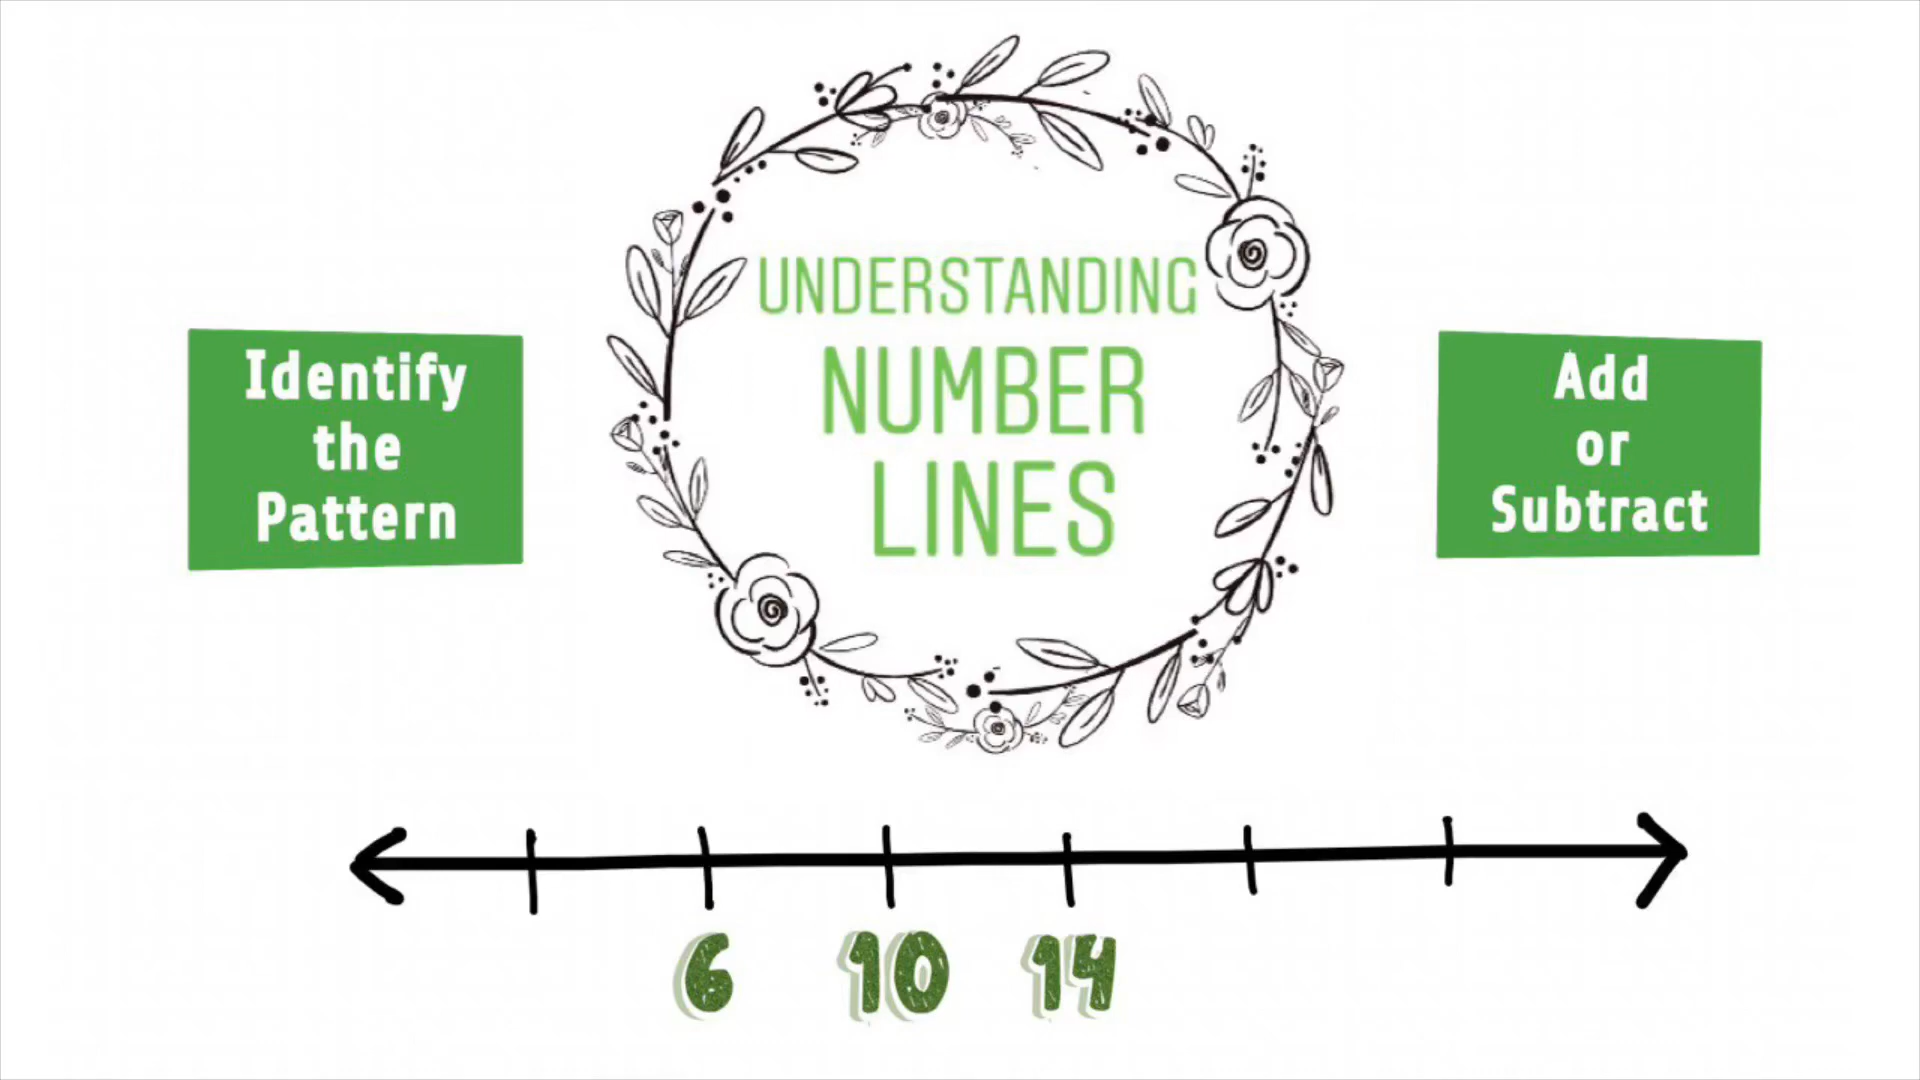 UNDERSTANDING
NUMBER
LINES
Identify
the
Pattern
Add
or
Subtract
6 10 14